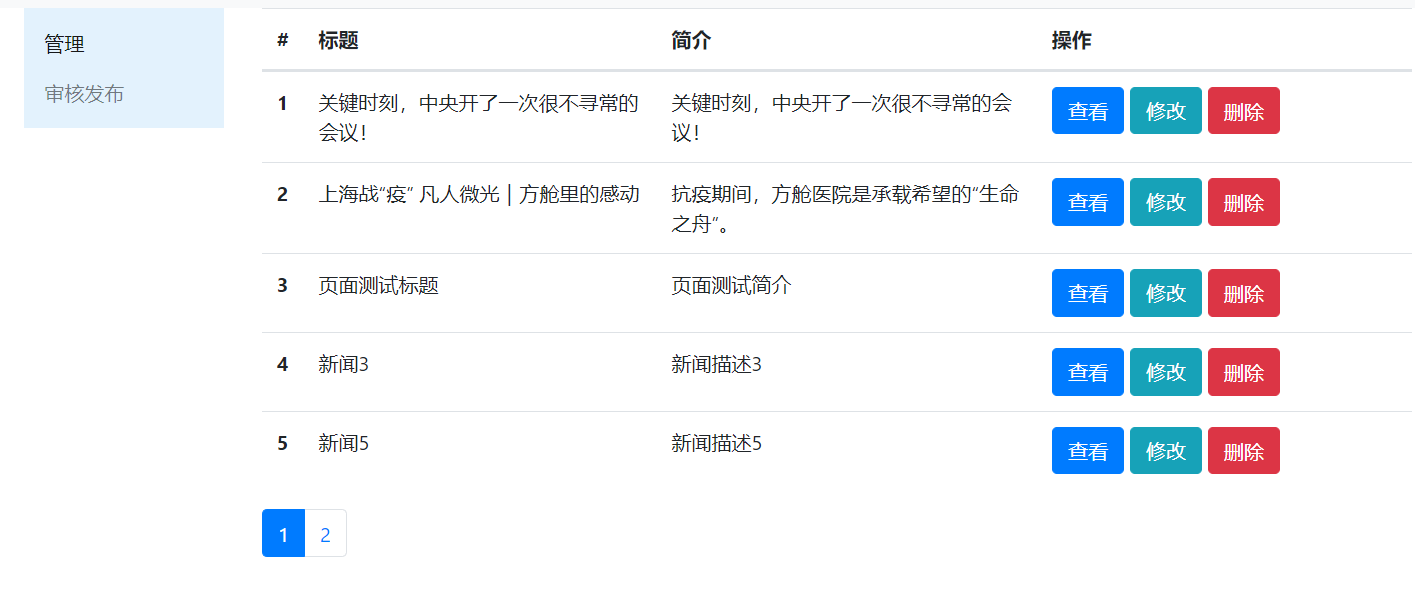 管理
审核发布
# 标题 简介 操作
1 关键时刻，中央开了一次很不寻常的 关键时刻，中央开了一次很不寻常的会 查看 修改 删除
会议！ 议！
2 上海战“疫” 凡人微光｜方舱里的感动 抗疫期间，方舱医院是承载希望的“生命 查看 修改 删除
之舟”。
3 页面测试标题 页面测试简介 查看 修改 删除
4 新闻3 新闻描述3 查看 修改 删除
5 新闻5 新闻描述5 查看 修改 删除
1 2